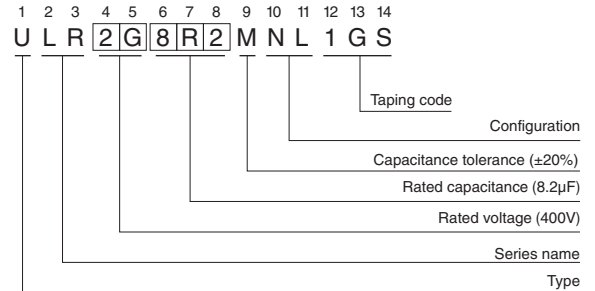 1 2 3 4 5 6 7 8 9 10 11 12 13 14
U L R 2 G 8 R 2 M N L 1 G S
Taping code
Configuration
Capacitance tolerance (±20%)
Rated capacitance (8.2µF)
Rated voltage (400V)
Series name
Type